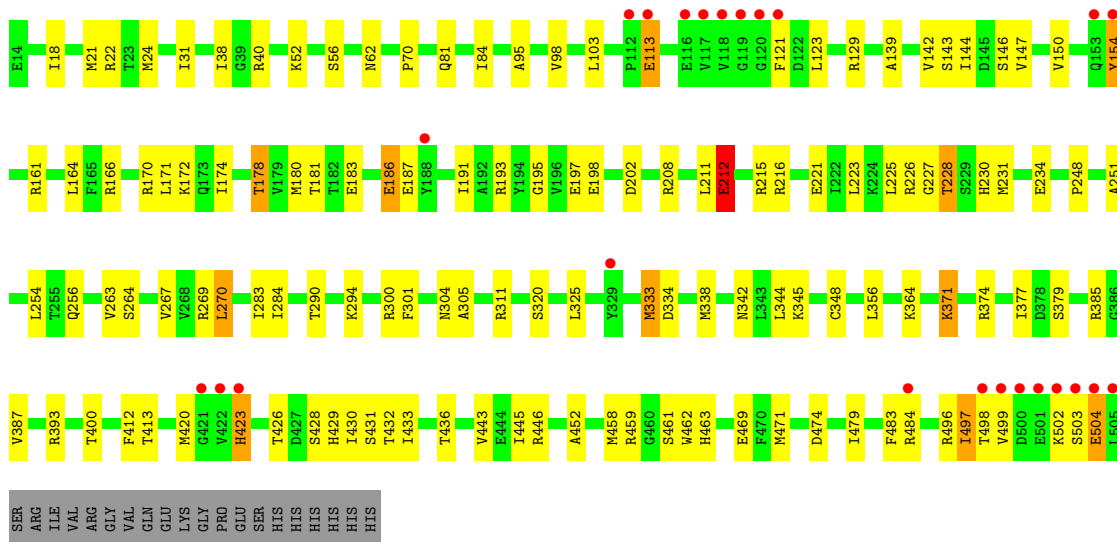 E14 I18 M21 R22 T23 M24 I31 I38 G39 R40 K52 S56 N62 P70 Q81 I84 A95 V98 L103 P112 E113 E116 V117 V118 G119 G120 F121 D122 L123 R129 A139 V142 S143 I144 D145 S146 V147 V150 Q153 Y154
R161 L164 F165 R166 R170 L171 K172 Q173 I174 T178 V179 M180 T181 T182 E183 E186 E187 Y188 I191 A192 R193 Y194 G195 V196 E197 E198 D202 R208 L211 E212 R215 R216 E221 I222 L223 K224 L225 R226 G227 T228 S229 H230 M231 E234 P248 A251
L254 T255 Q256 V263 S264 V267 V268 R269 L270 I283 I284 T290 K294 R300 F301 N304 A305 R311 S320 L325 Y329 M333 D334 M338 N342 L343 L344 K345 C348 L356 K364 K371 R374 I377 D378 S379 R385 G386
V387 R393 T400 F412 T413 M420 G421 V422 H423 T426 D427 S428 H429 I430 S431 T432 I433 T436 V443 E444 I445 R446 A452 M458 R459 G460 S461 W462 H463 E469 F470 M471 D474 I479 F483 R484 R496 I497 T498 V499 D500 E501 K502 S503 E504 L505
SER ARG ILE VAL ARG GLY VAL GLN GLU LYS GLY PRO GLU SER HIS HIS HIS HIS HIS HIS